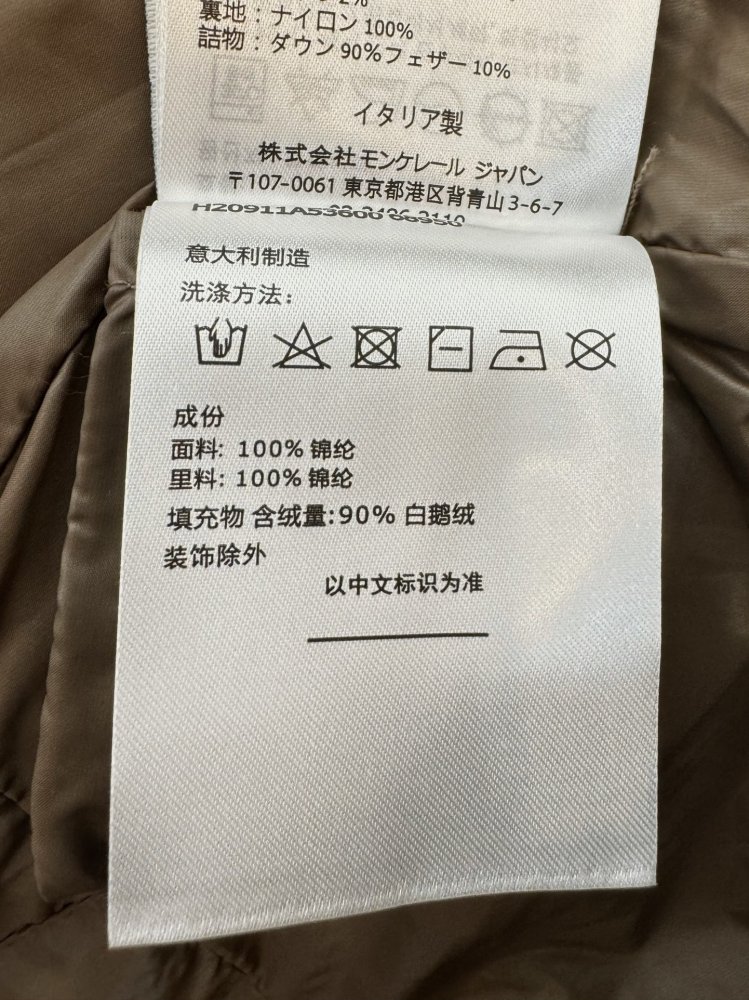 2%
裏地：ナイロン 100%
詰物：ダウン 90%フェザー 10%
イタリア製
株式会社モンケレール ジャパン
〒107-0061 東京都港区背青山 3-6-7
H20911A53600
意大利制造
洗涤方法：
成份
面料: 100% 锦纶
里料: 100% 锦纶
填充物 含绒量:90% 白鹅绒
装饰除外
以中文标识为准